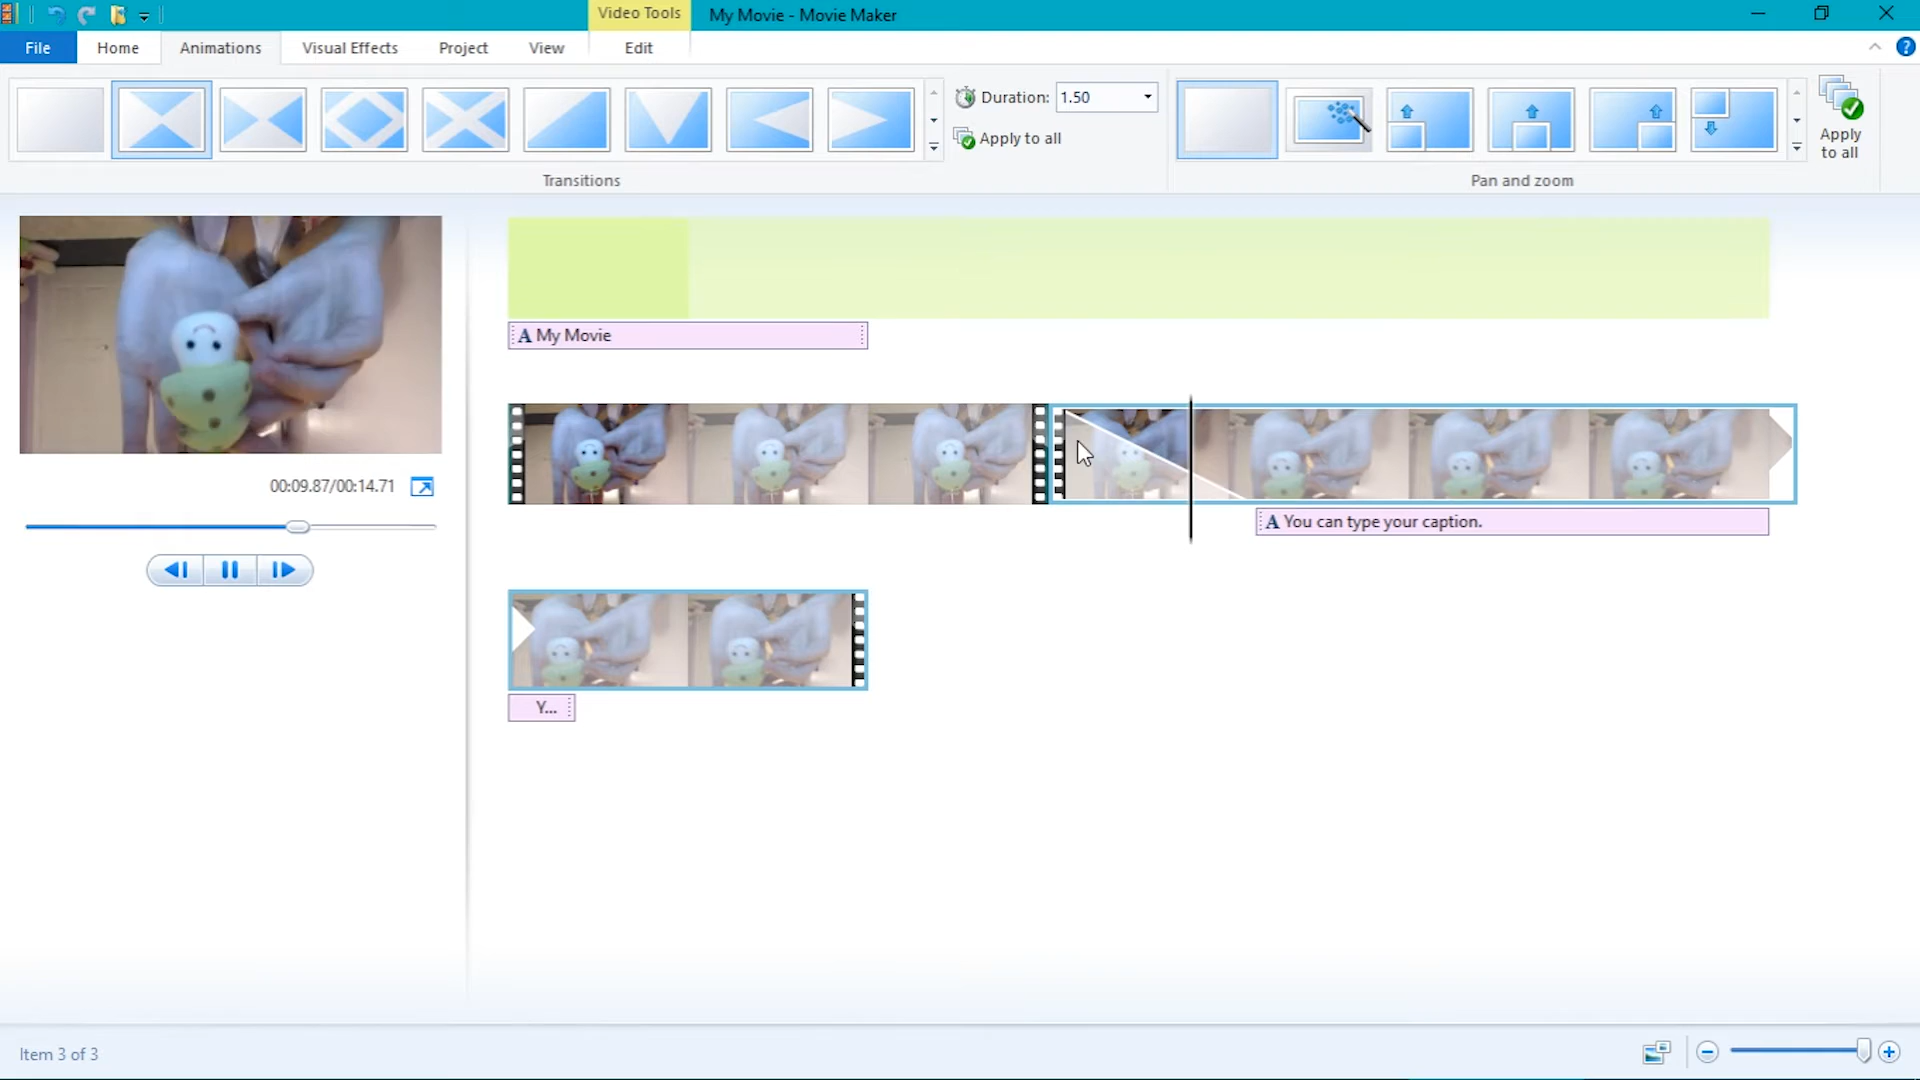 Video Tools
My Movie - Movie Maker
File
Home
Animations
Visual Effects
Project
View
Edit
Duration: 1.50
Apply to all
Apply
to all
Transitions
Pan and zoom
A My Movie
00:09.87/00:14.71
A You can type your caption.
Y...
Item 3 of 3